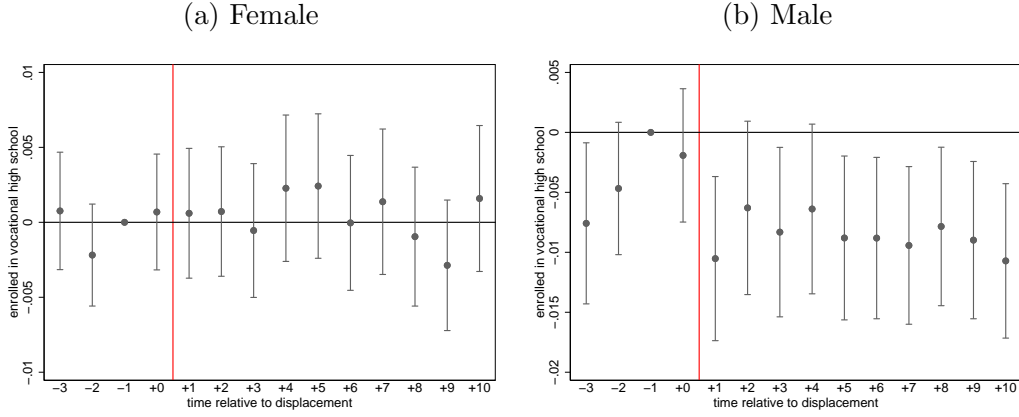 (a) Female
(b) Male
enrolled in vocational high school
.01
.005
0
−.005
−.01
−3 −2 −1 +0 +1 +2 +3 +4 +5 +6 +7 +8 +9 +10
time relative to displacement
enrolled in vocational high school
.005
0
−.005
−.01
−.015
−.02
−3 −2 −1 +0 +1 +2 +3 +4 +5 +6 +7 +8 +9 +10
time relative to displacement